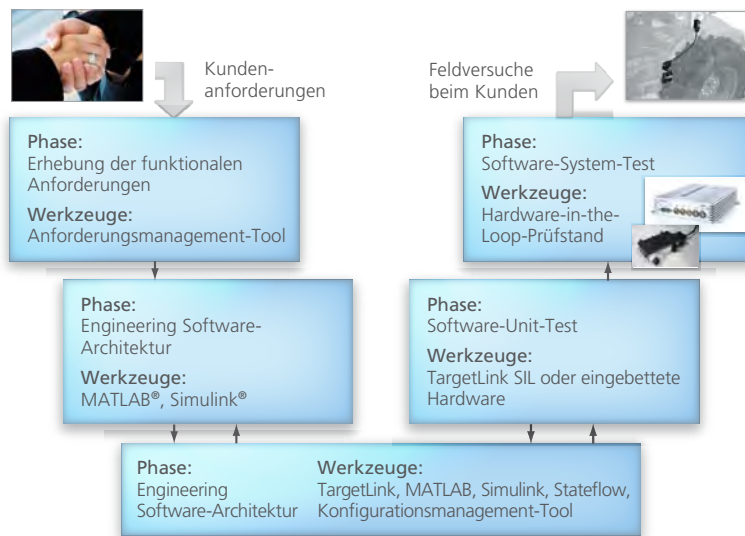 Kunden-
anforderungen
Feldversuche
beim Kunden
Phase:
Erhebung der funktionalen
Anforderungen
Werkzeuge:
Anforderungsmanagement-Tool
Phase:
Software-System-Test
Werkzeuge:
Hardware-in-the-
Loop-Prüfstand
Phase:
Engineering Software-
Architektur
Werkzeuge:
MATLAB®, Simulink®
Phase:
Software-Unit-Test
Werkzeuge:
TargetLink SIL oder eingebettete
Hardware
Phase:
Engineering
Software-Architektur
Werkzeuge:
TargetLink, MATLAB, Simulink, Stateflow,
Konfigurationsmanagement-Tool